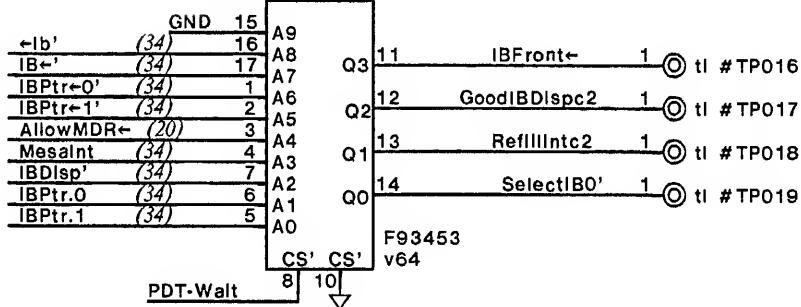 GND 15 A9
←Ib' (34) 16 A8
IB←' (34) 17 A7
IBPtr←0' (34) 1 A6
IBPtr←1' (34) 2 A5
AllowMDR← (20) 3 A4
MesaInt (34) 4 A3
IBDisp' (34) 7 A2
IBPtr.0 (34) 6 A1
IBPtr.1 (34) 5 A0
Q3 11 IBFront← 1 tl #TP016
Q2 12 GoodIBDispc2 1 tl #TP017
Q1 13 RefillIntc2 1 tl #TP018
Q0 14 SelectIB0' 1 tl #TP019
F93453
v64
CS' CS'
8 10
PDT-Wait